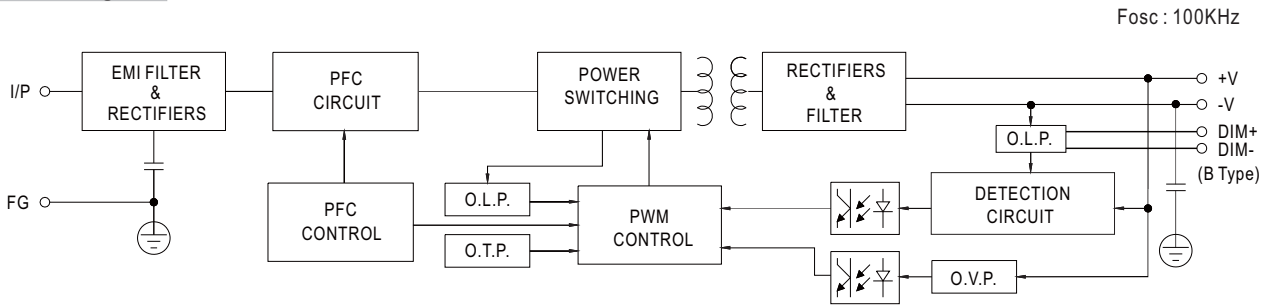 Fosc : 100KHz
I/P
EMI FILTER
&
RECTIFIERS
PFC
CIRCUIT
POWER
SWITCHING
RECTIFIERS
&
FILTER
+V
-V
DIM+
DIM-
(B Type)
O.L.P.
FG
PFC
CONTROL
O.L.P.
O.T.P.
PWM
CONTROL
DETECTION
CIRCUIT
O.V.P.